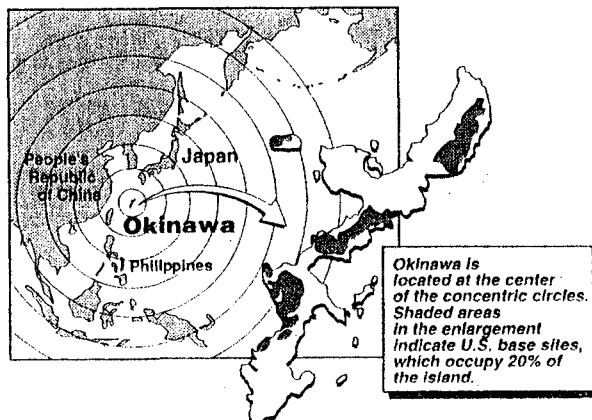 People's
Republic
of China
Japan
Okinawa
Philippines
Okinawa is
located at the center
of the concentric circles.
Shaded areas
in the enlargement
indicate U.S. base sites,
which occupy 20% of
the island.